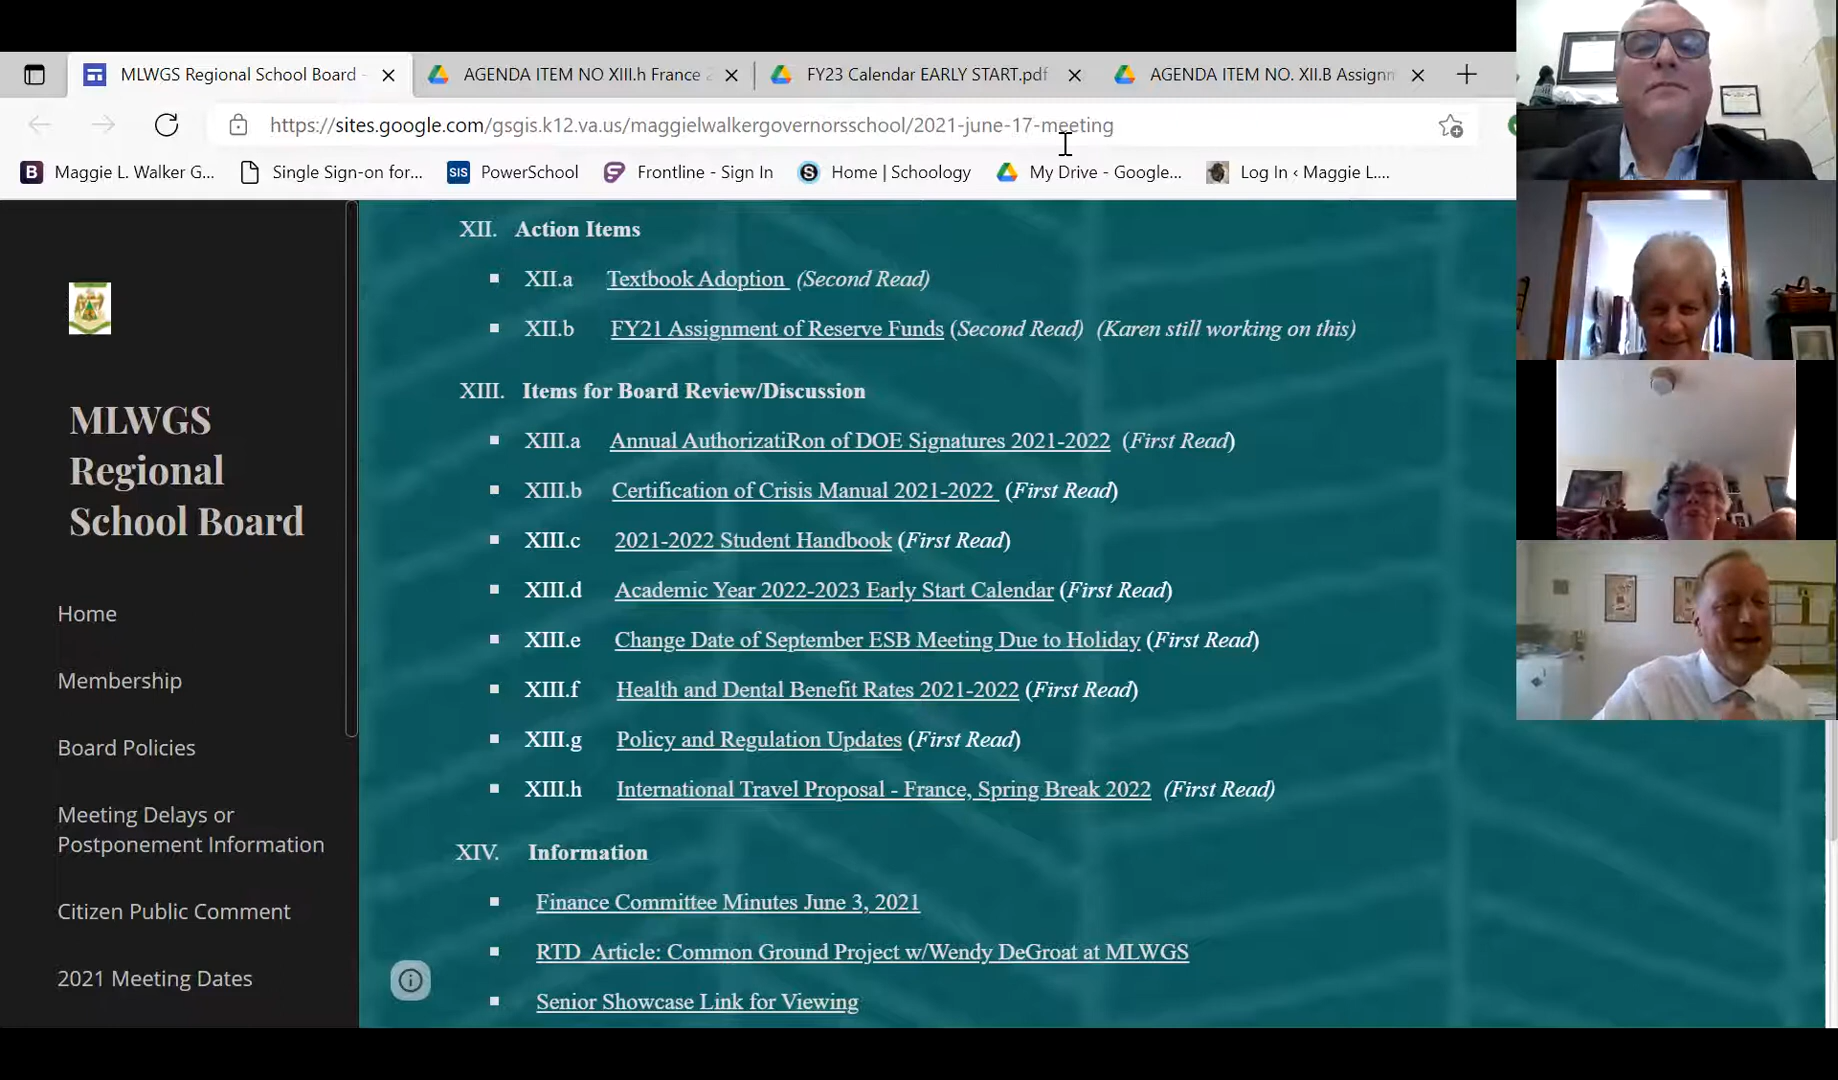 MLWGS Regional School Board -
AGENDA ITEM NO XIII.h France 2
FY23 Calendar EARLY START.pdf
AGENDA ITEM NO. XII.B Assignm
https://sites.google.com/gsgis.k12.va.us/maggielwalkergovernorsschool/2021-june-17-meeting
B Maggie L. Walker G...
Single Sign-on for...
SIS PowerSchool
Frontline - Sign In
S Home | Schoology
My Drive - Google...
Log In ‹ Maggie L....
MLWGS
Regional
School Board
Home
Membership
Board Policies
Meeting Delays or
Postponement Information
Citizen Public Comment
2021 Meeting Dates
XII. Action Items
XII.a Textbook Adoption (Second Read)
XII.b FY21 Assignment of Reserve Funds (Second Read) (Karen still working on this)
XIII. Items for Board Review/Discussion
XIII.a Annual AuthorizatiRon of DOE Signatures 2021-2022 (First Read)
XIII.b Certification of Crisis Manual 2021-2022 (First Read)
XIII.c 2021-2022 Student Handbook (First Read)
XIII.d Academic Year 2022-2023 Early Start Calendar (First Read)
XIII.e Change Date of September ESB Meeting Due to Holiday (First Read)
XIII.f Health and Dental Benefit Rates 2021-2022 (First Read)
XIII.g Policy and Regulation Updates (First Read)
XIII.h International Travel Proposal - France, Spring Break 2022 (First Read)
XIV. Information
Finance Committee Minutes June 3, 2021
RTD Article: Common Ground Project w/Wendy DeGroat at MLWGS
Senior Showcase Link for Viewing